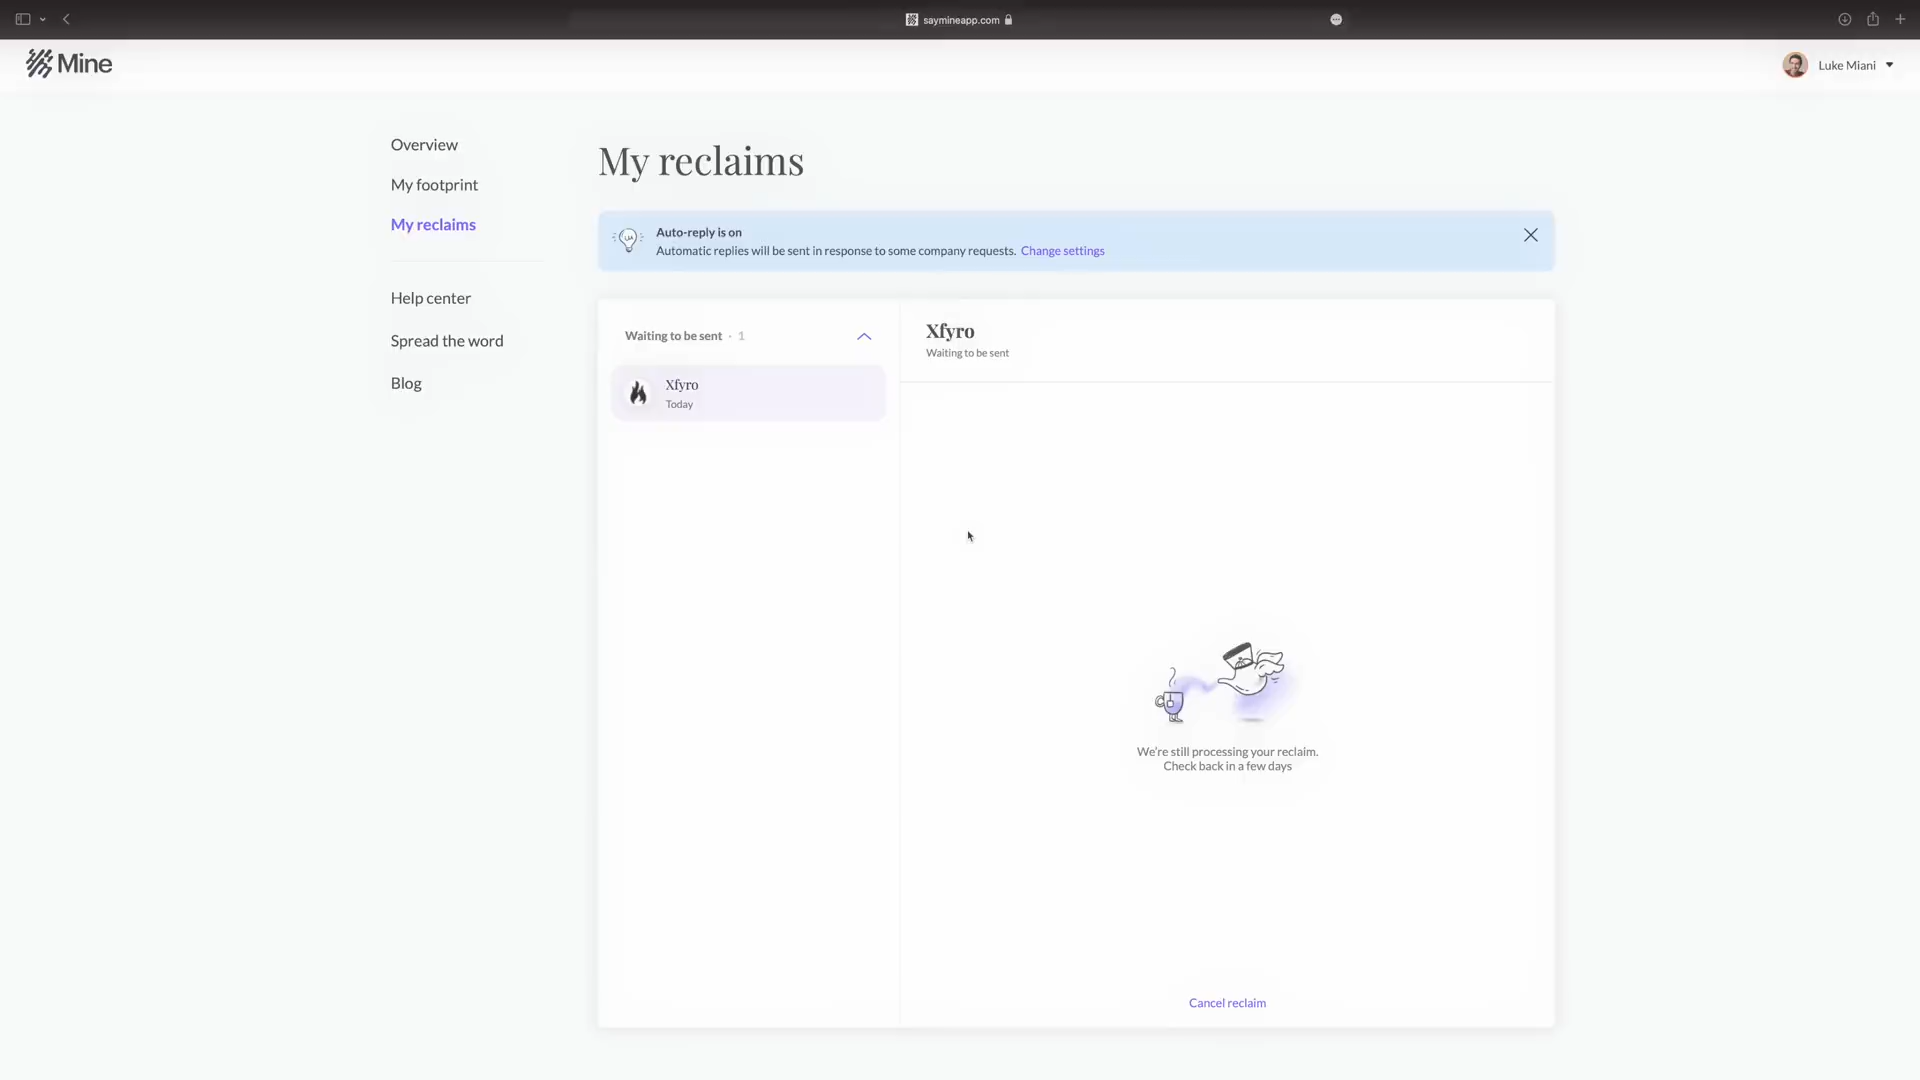 saymineapp.com
Mine
Luke Miani
Overview
My footprint
My reclaims
Help center
Spread the word
Blog
My reclaims
Auto-reply is on
Automatic replies will be sent in response to some company requests. Change settings
Waiting to be sent · 1
Xfyro
Today
Xfyro
Waiting to be sent
We're still processing your reclaim.
Check back in a few days
Cancel reclaim